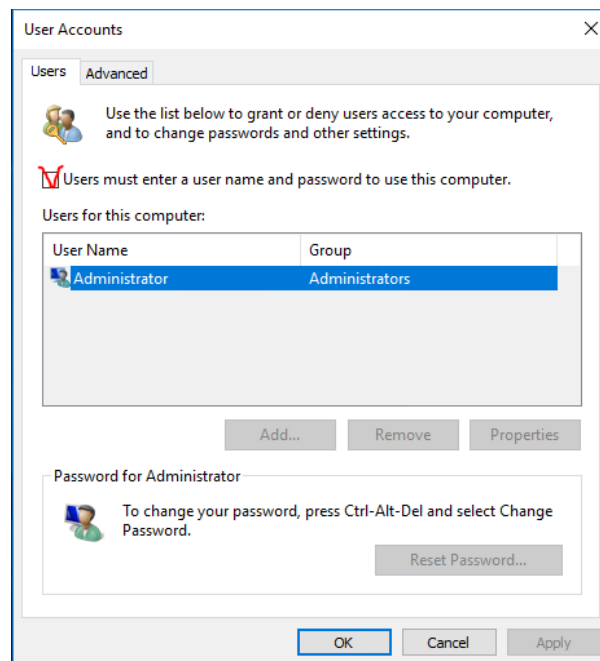 User Accounts
Users
Advanced
Use the list below to grant or deny users access to your computer,
and to change passwords and other settings.
Users must enter a user name and password to use this computer.
Users for this computer:
User Name Group
Administrator Administrators
Add... Remove Properties
Password for Administrator
To change your password, press Ctrl-Alt-Del and select Change
Password.
Reset Password...
OK Cancel Apply